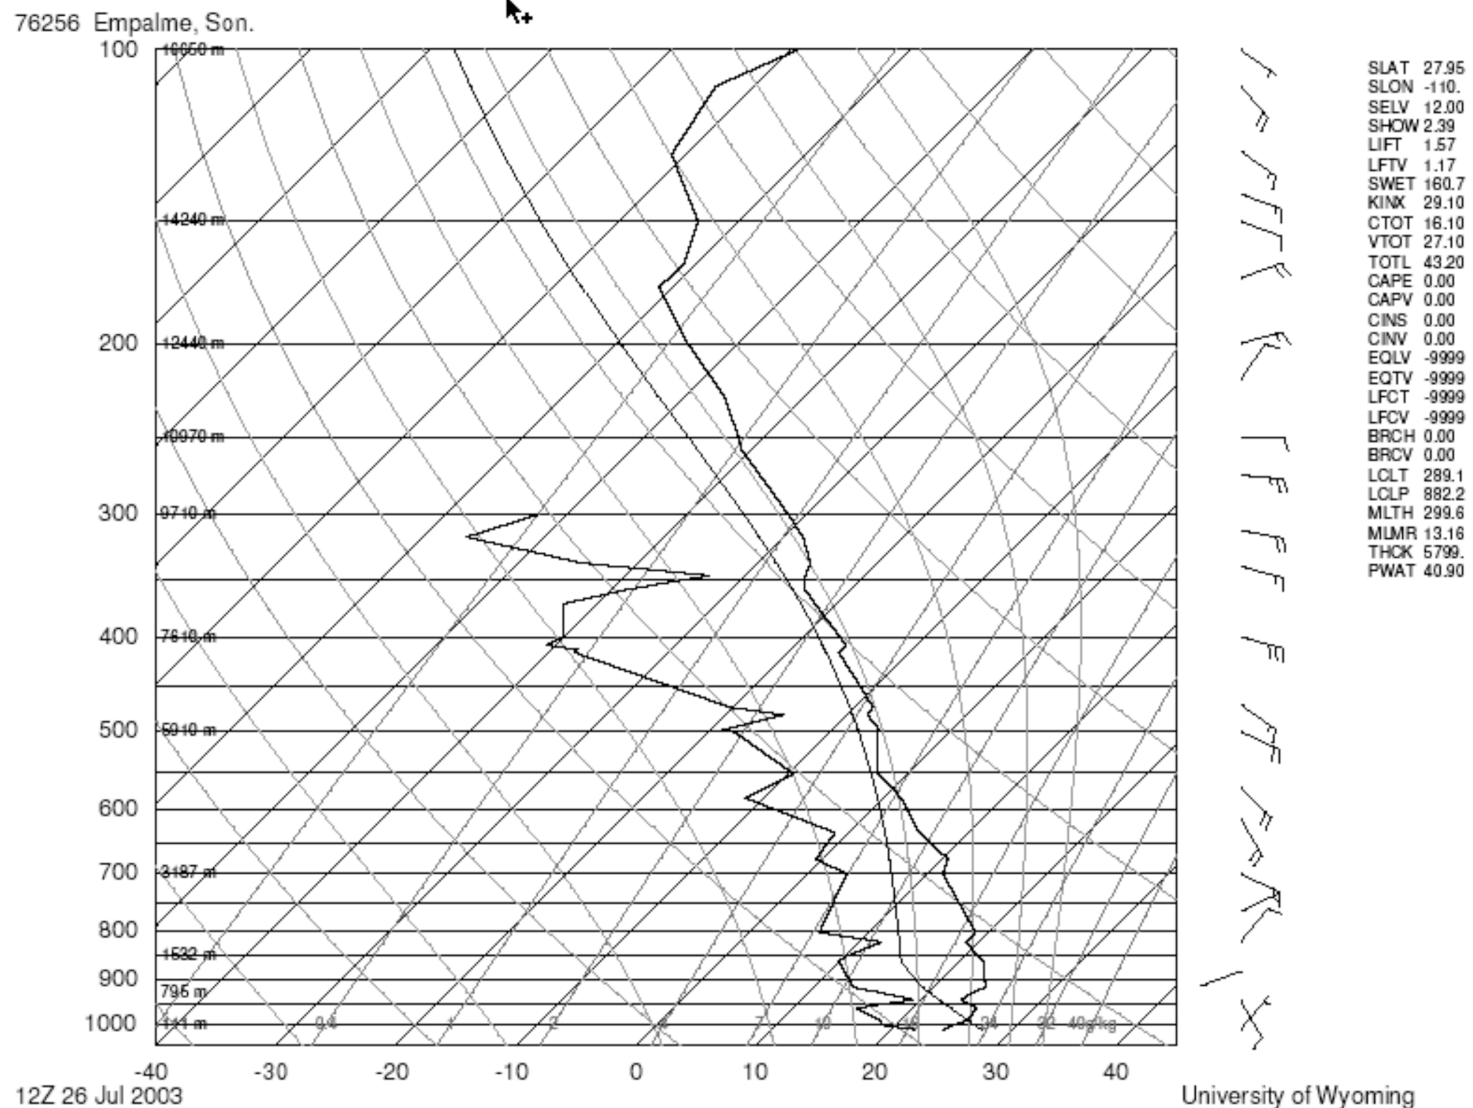 76256 Empalme, Son.
100 16650 m
14240 m
200 12440 m
10970 m
300 9710 m
400 7610 m
500 5910 m
600
700 3187 m
800
1532 m
900
795 m
1000 111 m 0.4 1 2 4 7 10 16 24 32 40g/kg
-40 -30 -20 -10 0 10 20 30 40
12Z 26 Jul 2003 University of Wyoming
SLAT 27.95
SLON -110.
SELV 12.00
SHOW 2.39
LIFT 1.57
LFTV 1.17
SWET 160.7
KINX 29.10
CTOT 16.10
VTOT 27.10
TOTL 43.20
CAPE 0.00
CAPV 0.00
CINS 0.00
CINV 0.00
EQLV -9999
EQTV -9999
LFCT -9999
LFCV -9999
BRCH 0.00
BRCV 0.00
LCLT 289.1
LCLP 882.2
MLTH 299.6
MLMR 13.16
THCK 5799.
PWAT 40.90